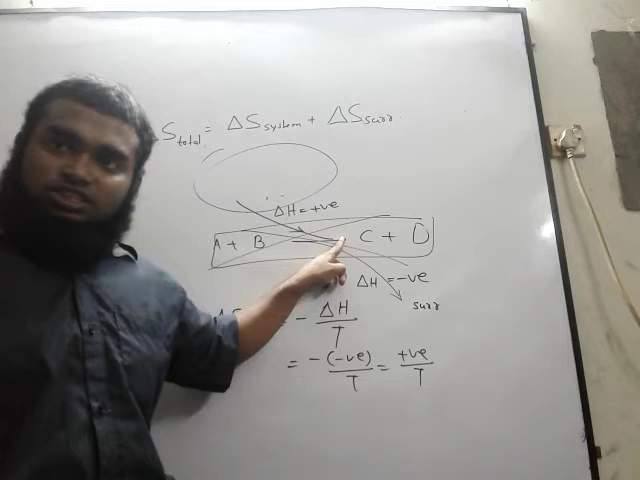 S total = ΔS system + ΔS surr.
ΔH = +ve
A + B ⇌ C + D
ΔH = -ve
surr
= - ΔH/T
= -(-ve)/T = +ve/T